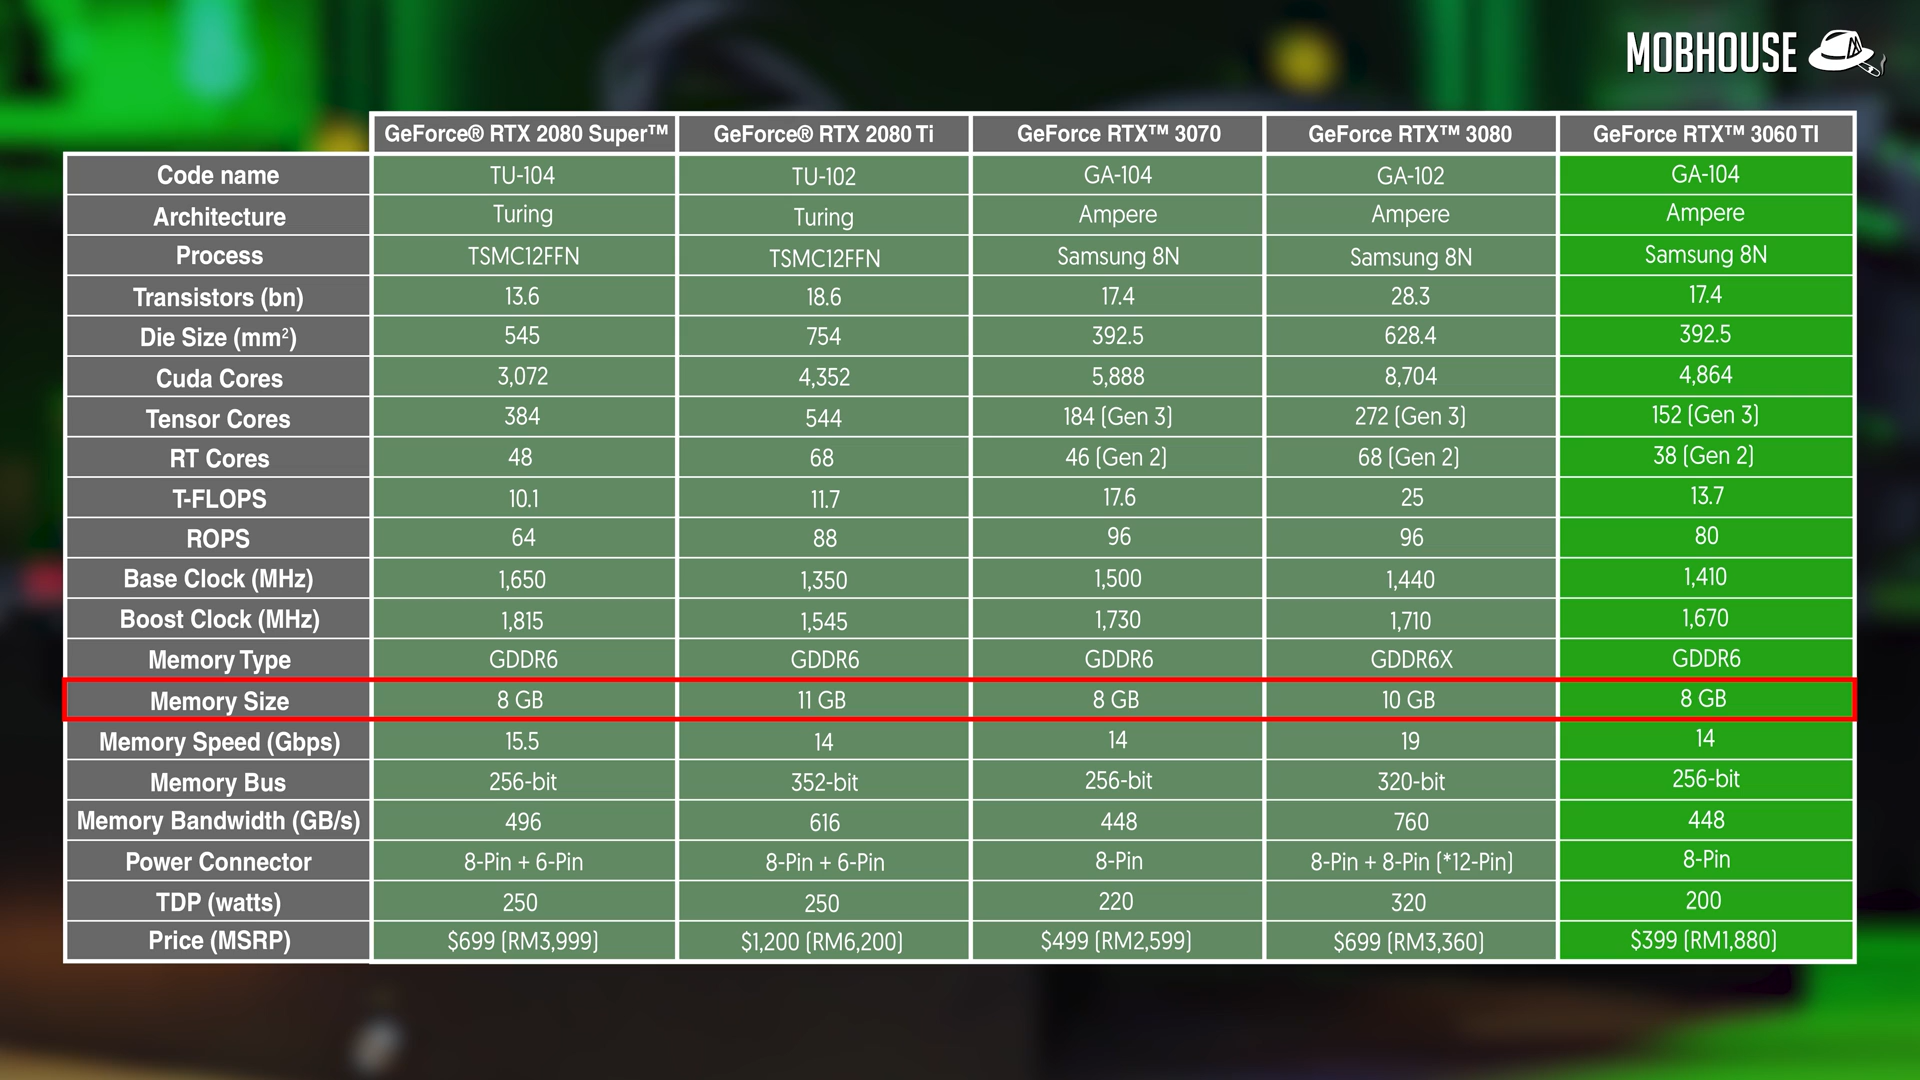 MOBHOUSE
GeForce® RTX 2080 Super™ GeForce® RTX 2080 Ti GeForce RTX™ 3070 GeForce RTX™ 3080 GeForce RTX™ 3060 TI
Code name TU-104 TU-102 GA-104 GA-102 GA-104
Architecture Turing Turing Ampere Ampere Ampere
Process TSMC12FFN TSMC12FFN Samsung 8N Samsung 8N Samsung 8N
Transistors (bn) 13.6 18.6 17.4 28.3 17.4
Die Size (mm²) 545 754 392.5 628.4 392.5
Cuda Cores 3,072 4,352 5,888 8,704 4,864
Tensor Cores 384 544 184 (Gen 3) 272 (Gen 3) 152 (Gen 3)
RT Cores 48 68 46 (Gen 2) 68 (Gen 2) 38 (Gen 2)
T-FLOPS 10.1 11.7 17.6 25 13.7
ROPS 64 88 96 96 80
Base Clock (MHz) 1,650 1,350 1,500 1,440 1,410
Boost Clock (MHz) 1,815 1,545 1,730 1,710 1,670
Memory Type GDDR6 GDDR6 GDDR6 GDDR6X GDDR6
Memory Size 8 GB 11 GB 8 GB 10 GB 8 GB
Memory Speed (Gbps) 15.5 14 14 19 14
Memory Bus 256-bit 352-bit 256-bit 320-bit 256-bit
Memory Bandwidth (GB/s) 496 616 448 760 448
Power Connector 8-Pin + 6-Pin 8-Pin + 6-Pin 8-Pin 8-Pin + 8-Pin (*12-Pin) 8-Pin
TDP (watts) 250 250 220 320 200
Price (MSRP) $699 (RM3,999) $1,200 (RM6,200) $499 (RM2,599) $699 (RM3,360) $399 (RM1,880)